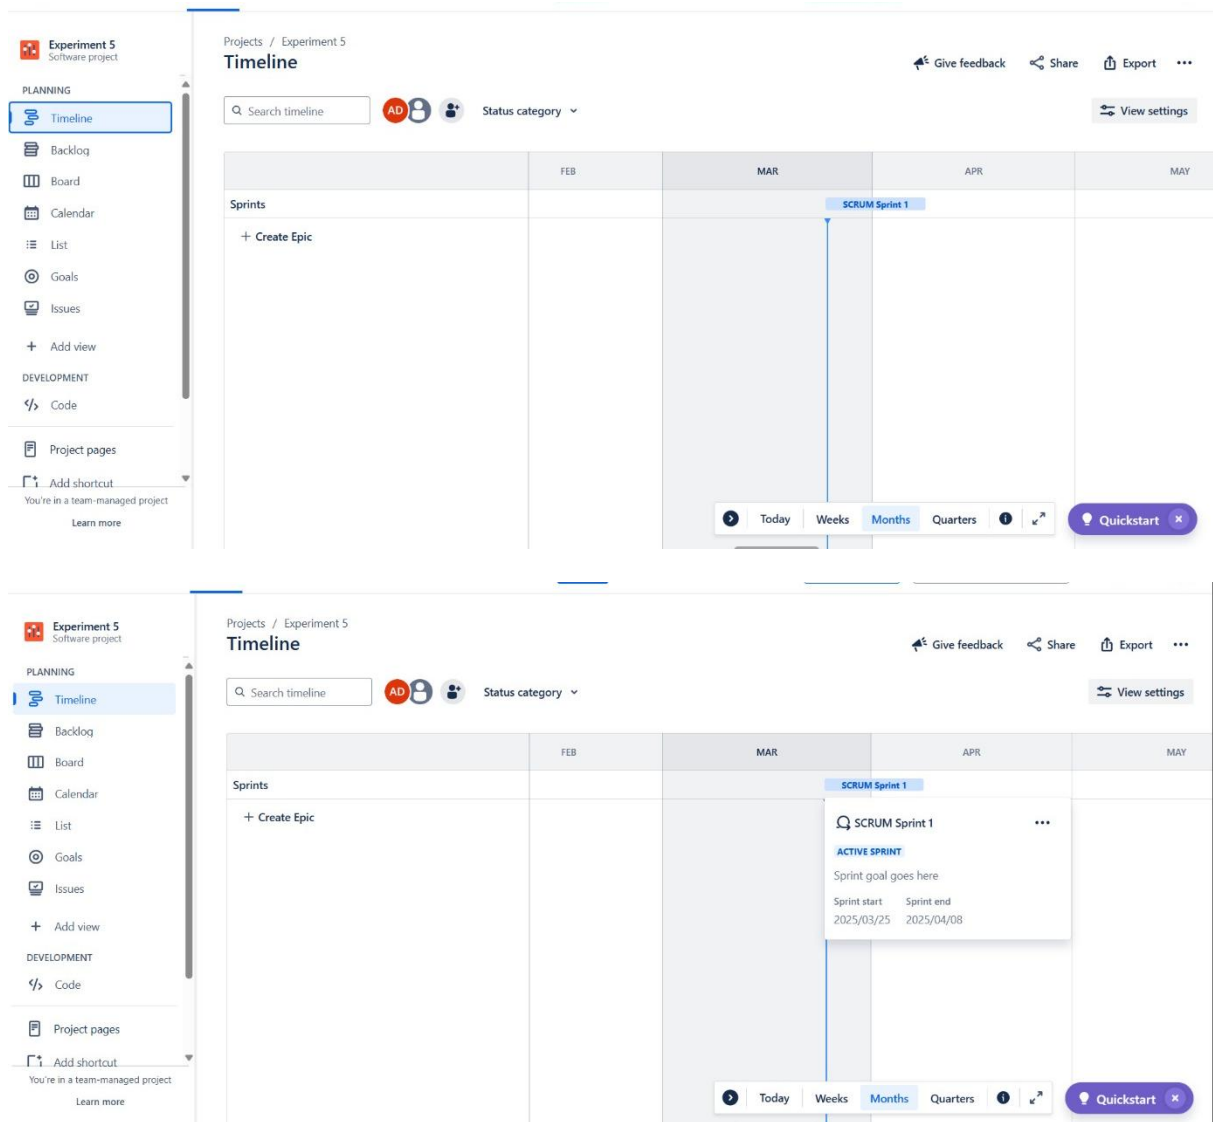 Experiment 5
Software project
PLANNING
Timeline
Backlog
Board
Calendar
List
Goals
Issues
+ Add view
DEVELOPMENT
Code
Project pages
Add shortcut
You're in a team-managed project
Learn more
Projects / Experiment 5
Timeline
Give feedback Share Export
Search timeline AD Status category View settings
FEB MAR APR MAY
Sprints SCRUM Sprint 1
+ Create Epic
Today Weeks Months Quarters Quickstart
Experiment 5
Software project
PLANNING
Timeline
Backlog
Board
Calendar
List
Goals
Issues
+ Add view
DEVELOPMENT
Code
Project pages
Add shortcut
You're in a team-managed project
Learn more
Projects / Experiment 5
Timeline
Give feedback Share Export
Search timeline AD Status category View settings
FEB MAR APR MAY
Sprints SCRUM Sprint 1
+ Create Epic
SCRUM Sprint 1
ACTIVE SPRINT
Sprint goal goes here
Sprint start Sprint end
2025/03/25 2025/04/08
Today Weeks Months Quarters Quickstart